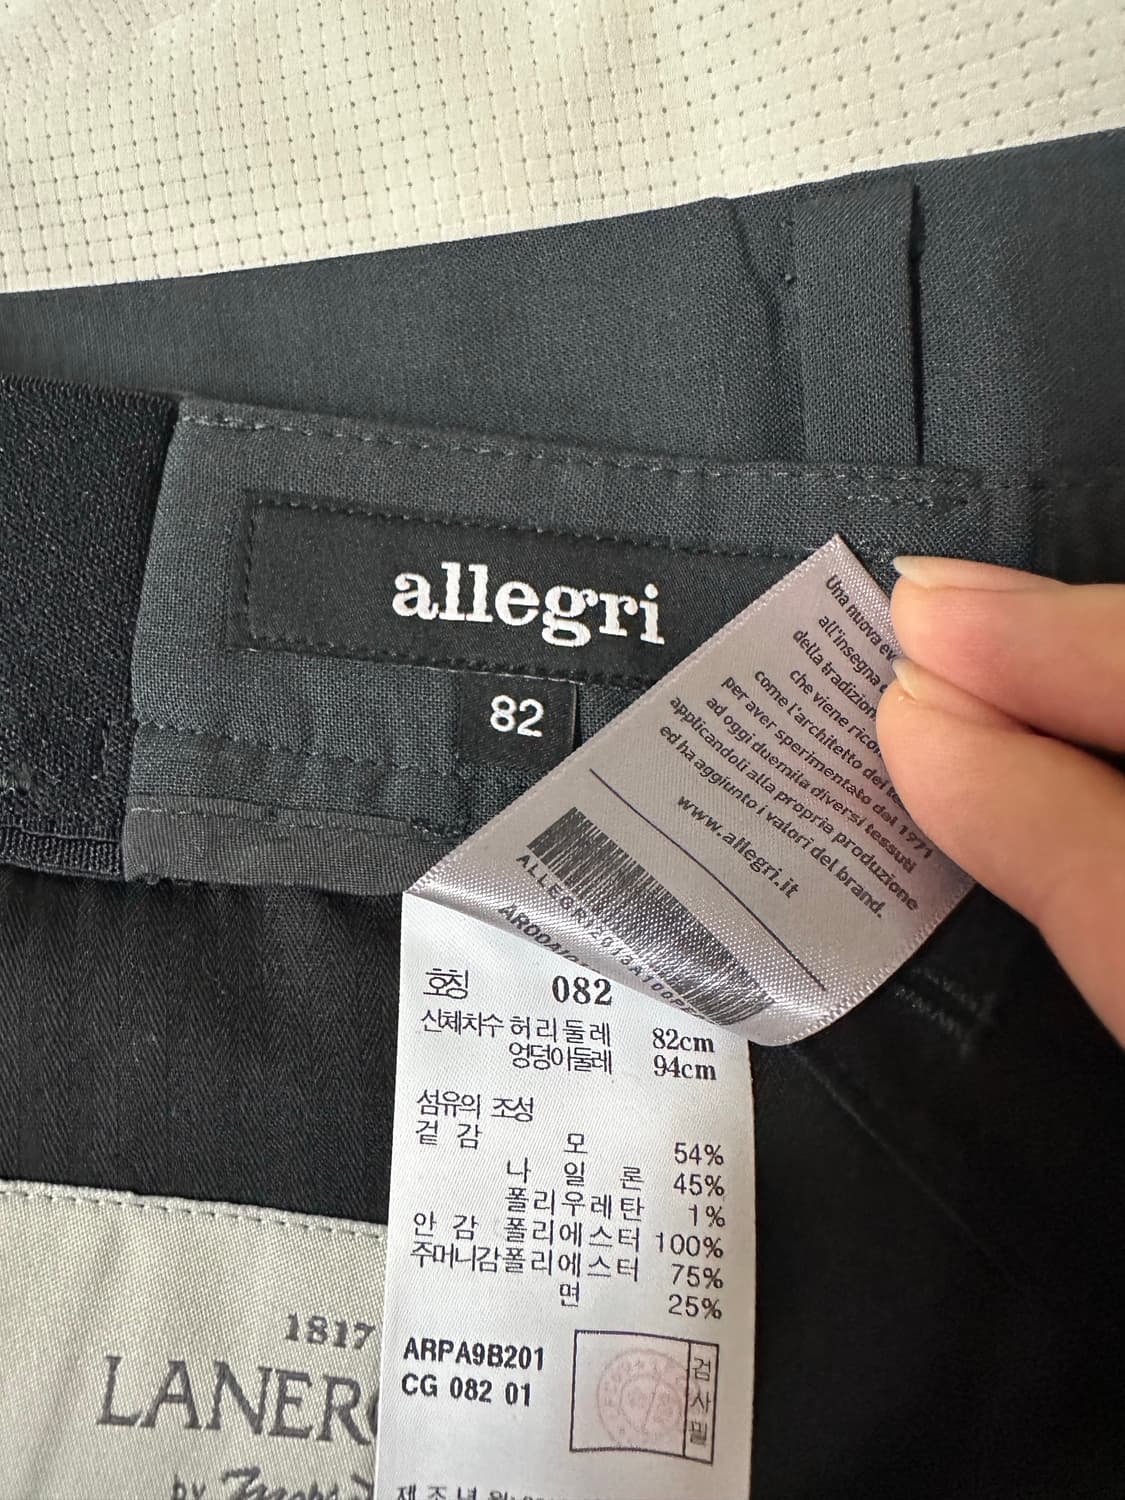 allegri
82
Una nuova
all'insegna
della tradizion
che viene
come l'architetto dei
per aver sperimentato dal 1971
ad oggi duemila diversi tessuti
applicandoli alla propria produzione
ed ha aggiunto i valori del brand.
www.allegri.it
호칭 082
신체치수 허리둘레 82cm
엉덩이둘레 94cm
섬유의 조성
겉감 모 54%
나일론 45%
폴리우레탄 1%
안감 폴리에스터 100%
주머니감 폴리에스터 75%
면 25%
ARPA9B201
CG 082 01
검사필
1817
LANER
by
제조년월: